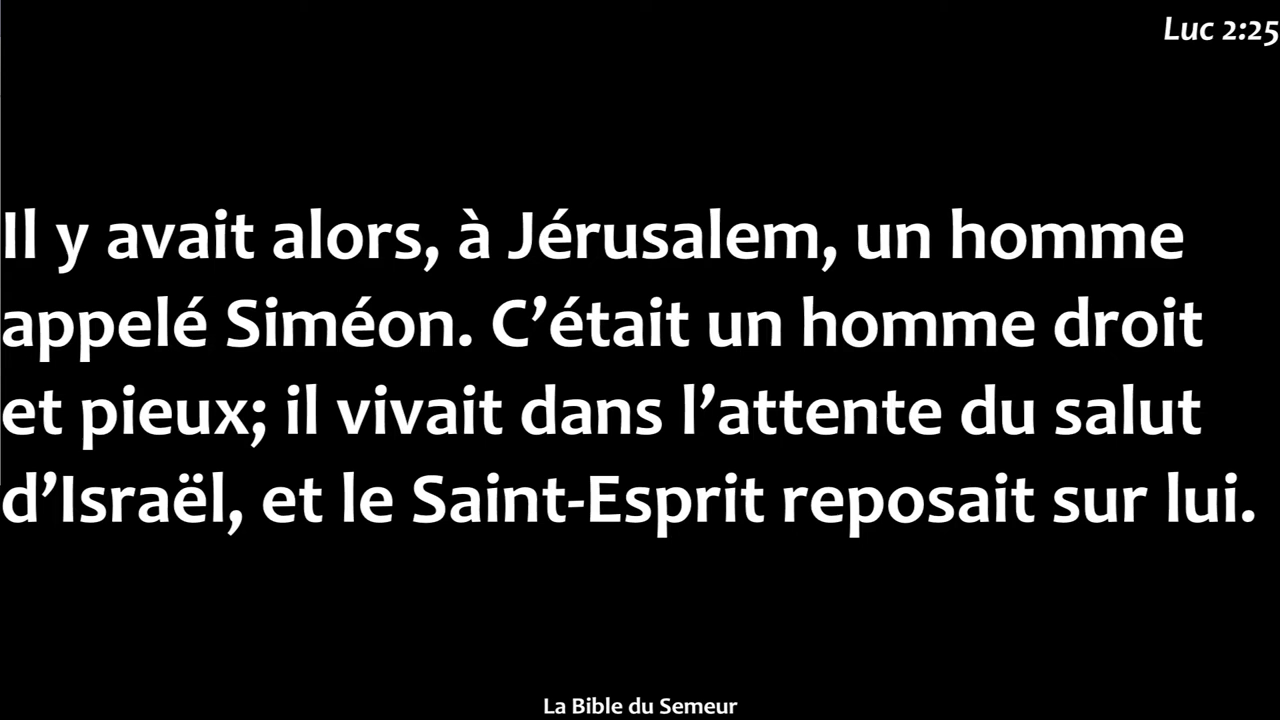 Luc 2:25
Il y avait alors, à Jérusalem, un homme
appelé Siméon. C’était un homme droit
et pieux; il vivait dans l’attente du salut
d’Israël, et le Saint-Esprit reposait sur lui.
La Bible du Semeur